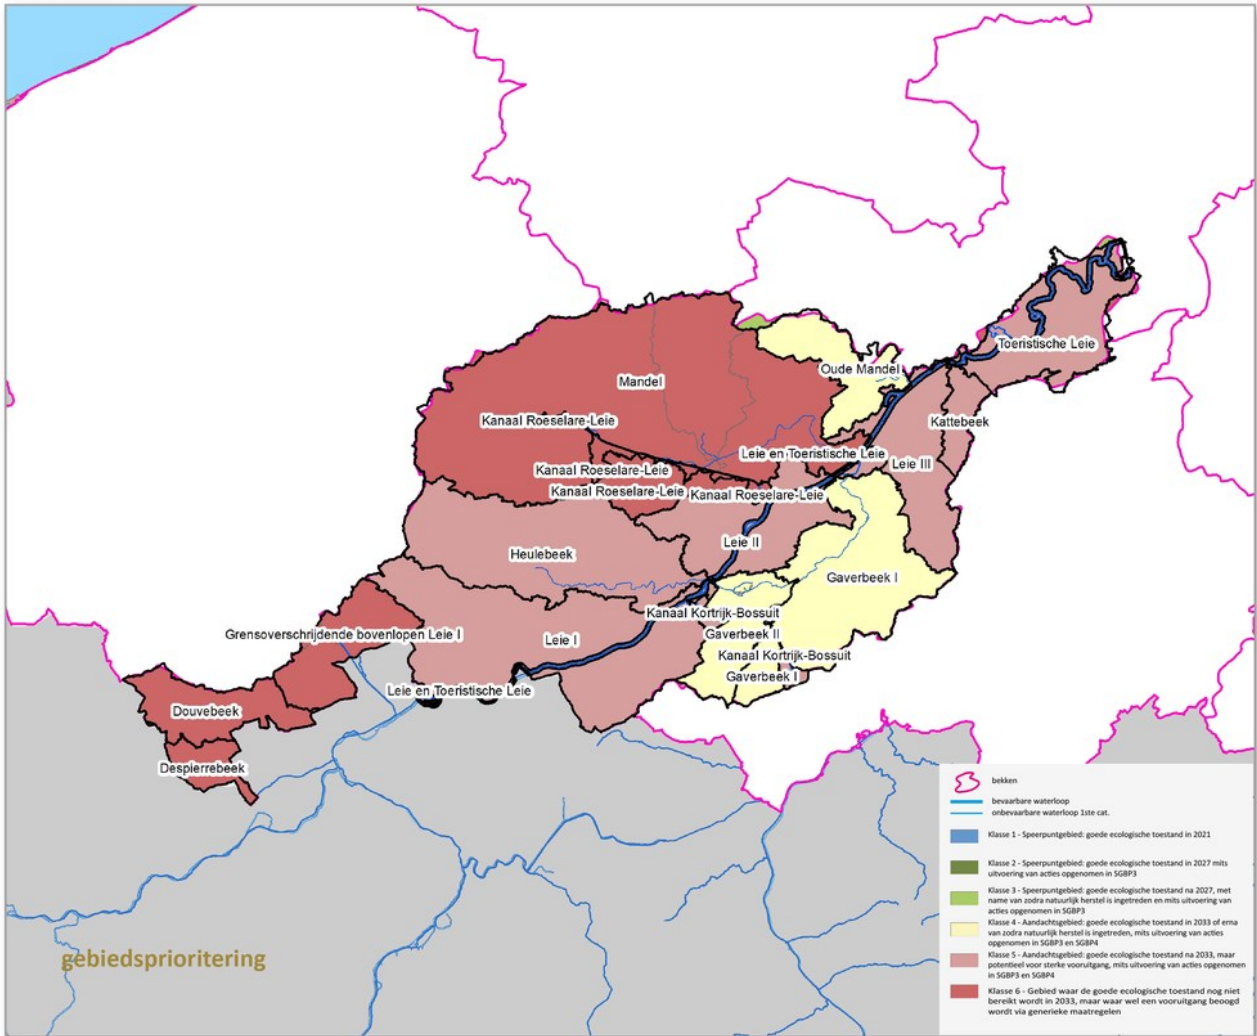 Toeristische Leie
Oude Mandel
Mandel
Kanaal Roeselare-Leie
Kattebeek
Leie en Toeristische Leie
Leie III
Kanaal Roeselare-Leie
Kanaal Roeselare-Leie
Kanaal Roeselare-Leie
Leie II
Heulebeek
Gaverbeek I
Kanaal Kortrijk-Bossuit
Grensoverschrijdende bovenlopen Leie I
Leie I
Gaverbeek II
Kanaal Kortrijk-Bossuit
Gaverbeek I
Leie en Toeristische Leie
Douvebeek
Despierrebeek
gebiedsprioritering
bekken
bevaarbare waterloop
onbevaarbare waterloop 1ste cat.
Klasse 1 - Speerpuntgebied: goede ecologische toestand in 2021
Klasse 2 - Speerpuntgebied: goede ecologische toestand in 2027 mits
uitvoering van acties opgenomen in SGBP3
Klasse 3 - Speerpuntgebied: goede ecologische toestand na 2027, met
name van zodra natuurlijk herstel is ingetreden en mits uitvoering van
acties opgenomen in SGBP3
Klasse 4 - Aandachtsgebied: goede ecologische toestand in 2033 of erna
van zodra natuurlijk herstel is ingetreden, mits uitvoering van acties
opgenomen in SGBP3 en SGBP4
Klasse 5 - Aandachtsgebied: goede ecologische toestand na 2033, maar
potentieel voor sterke vooruitgang, mits uitvoering van acties opgenomen
in SGBP3 en SGBP4
Klasse 6 - Gebied waar de goede ecologische toestand nog niet
bereikt wordt in 2033, maar waar wel een vooruitgang beoogd
wordt via generieke maatregelen